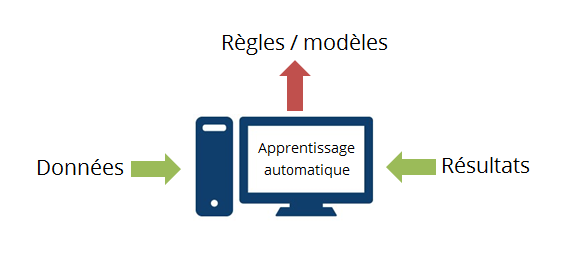 Règles / modèles
Apprentissage
automatique
Données
Résultats